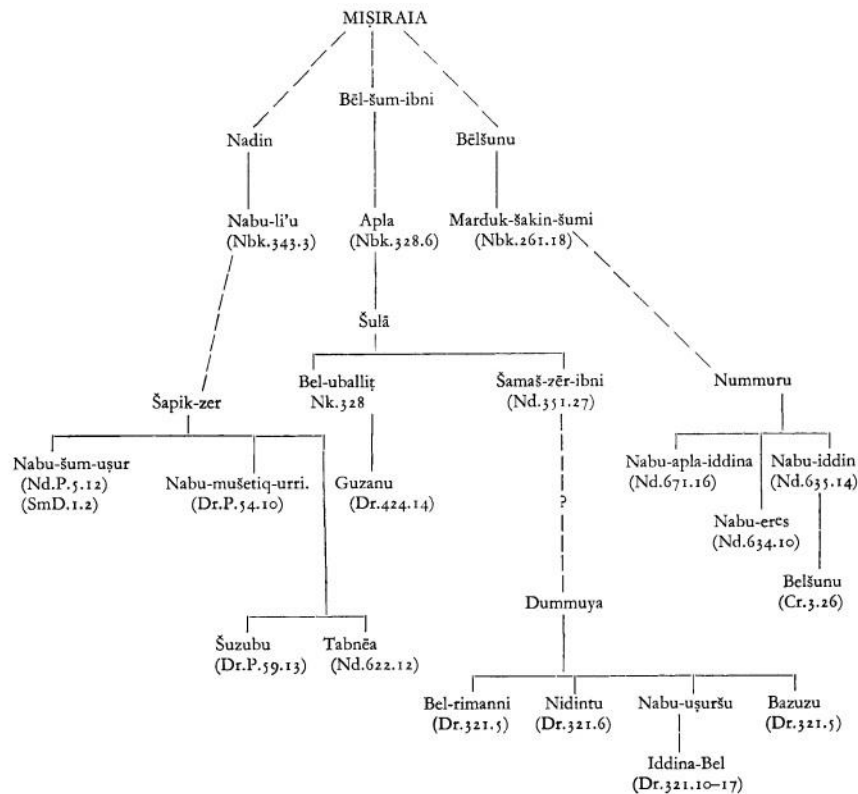 MIṢIRAIA
Bēl-šum-ibni
Nadin
Bēlšunu
Nabu-li'u
(Nbk.343.3)
Apla
(Nbk.328.6)
Marduk-šakin-šumi
(Nbk.261.18)
Šulā
Šapik-zer
Bel-uballiṭ
Nk.328
Šamaš-zēr-ibni
(Nd.351.27)
Nummuru
Nabu-šum-uṣur
(Nd.P.5.12)
(SmD.1.2)
Nabu-mušetiq-urri.
(Dr.P.54.10)
Guzanu
(Dr.424.14)
?
Nabu-apla-iddina
(Nd.671.16)
Nabu-iddin
(Nd.635.14)
Nabu-eres
(Nd.634.10)
Belšunu
(Cr.3.26)
Dummuya
Šuzubu
(Dr.P.59.13)
Tabnēa
(Nd.622.12)
Bel-rimanni
(Dr.321.5)
Nidintu
(Dr.321.6)
Nabu-uṣuršu
Bazuzu
(Dr.321.5)
Iddina-Bel
(Dr.321.10–17)